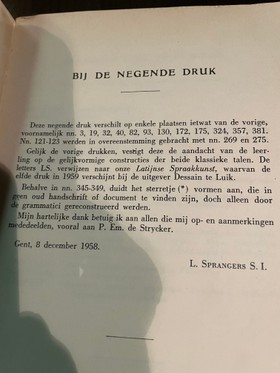 BIJ DE NEGENDE DRUK
Deze negende druk verschilt op enkele plaatsen ietwat van de vorige,
voornamelijk nn. 3, 19, 32, 40, 82, 93, 130, 172, 175, 324, 357, 381.
Nn. 121-123 werden in overeenstemming gebracht met nn. 269 en 275.
Gelijk de vorige drukken, vestigt deze de aandacht van de leer-
ling op de gelijkvormige constructies der beide klassieke talen. De
letters LS. verwijzen naar onze Latijnse Spraakkunst, waarvan de
elfde druk in 1959 verschijnt bij de uitgever Dessain te Luik.
Behalve in nn. 345-349, duidt het sterretje (*) vormen aan, die in
geen oud handschrift of document te vinden zijn, doch alleen door
de grammatici gereconstrueerd werden.
Mijn hartelijke dank betuig ik aan allen die mij op- en aanmerkingen
mededeelden, vooral aan P. Em. de Strycker.
Gent, 8 december 1958.
L. SPRANGERS S. I.